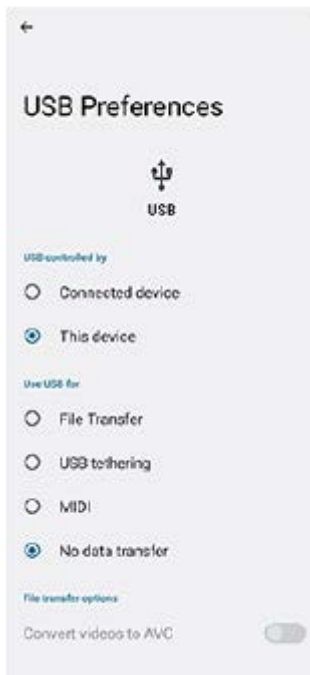 USB Preferences
USB
USB controlled by
Connected device
This device
Use USB for
File Transfer
USB tethering
MIDI
No data transfer
File transfer options
Convert videos to AVC